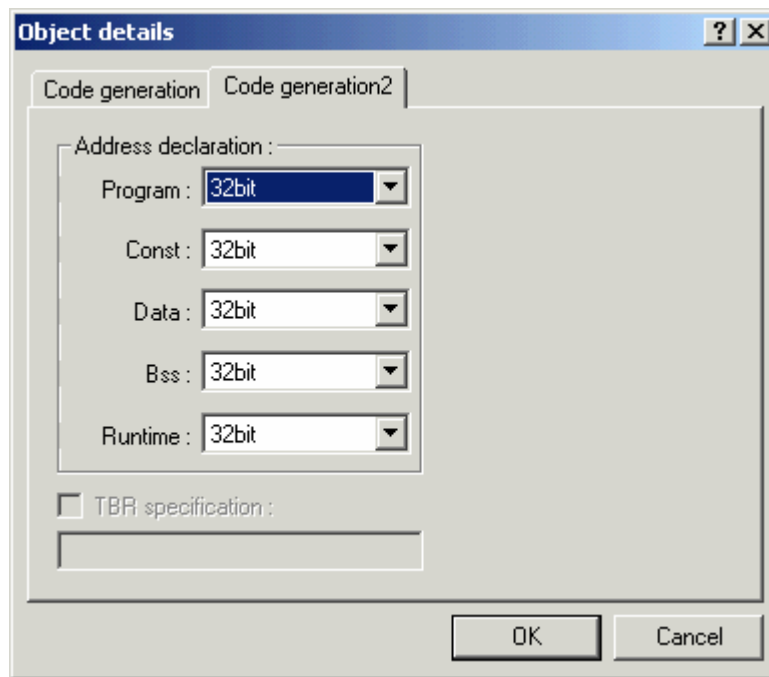 Object details
Code generation Code generation2
Address declaration :
Program : 32bit
Const : 32bit
Data : 32bit
Bss : 32bit
Runtime : 32bit
TBR specification :
OK Cancel